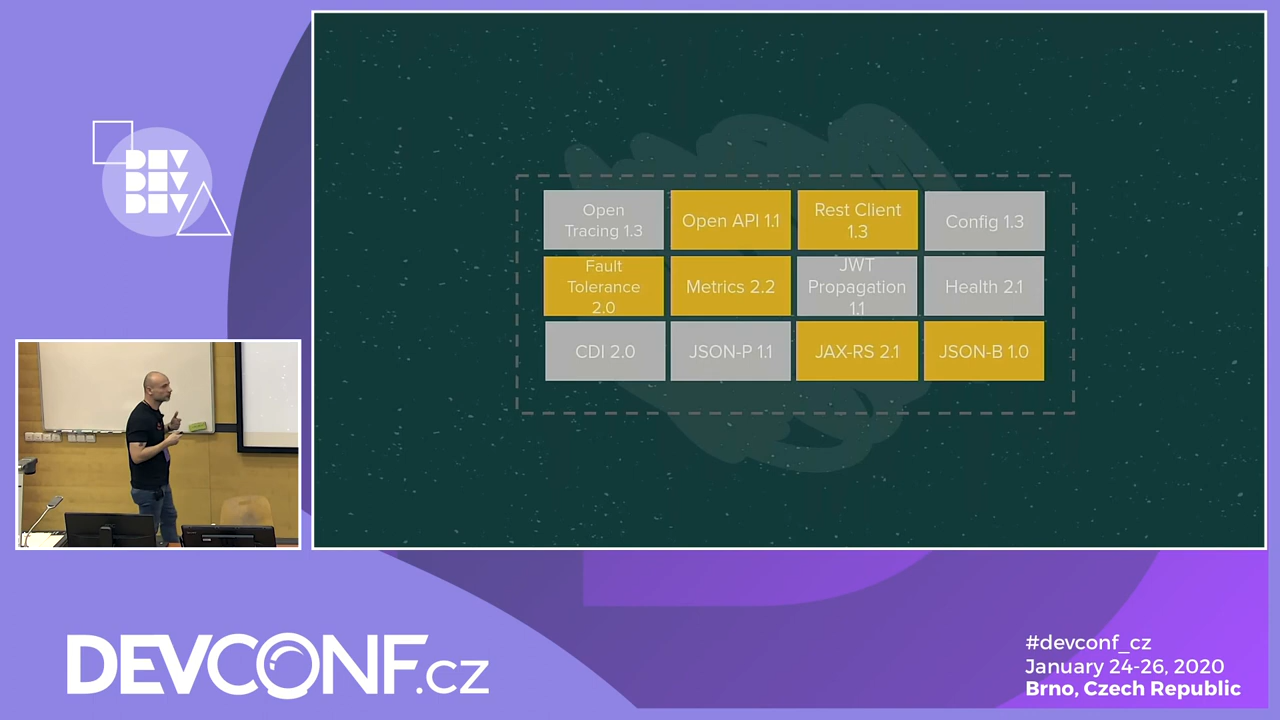 DEV
DEV
DEV
Open
Tracing 1.3
Open API 1.1
Rest Client
1.3
Config 1.3
Fault
Tolerance
2.0
Metrics 2.2
JWT
Propagation
1.1
Health 2.1
CDI 2.0
JSON-P 1.1
JAX-RS 2.1
JSON-B 1.0
DEVCONF.cz
#devconf_cz
January 24-26, 2020
Brno, Czech Republic